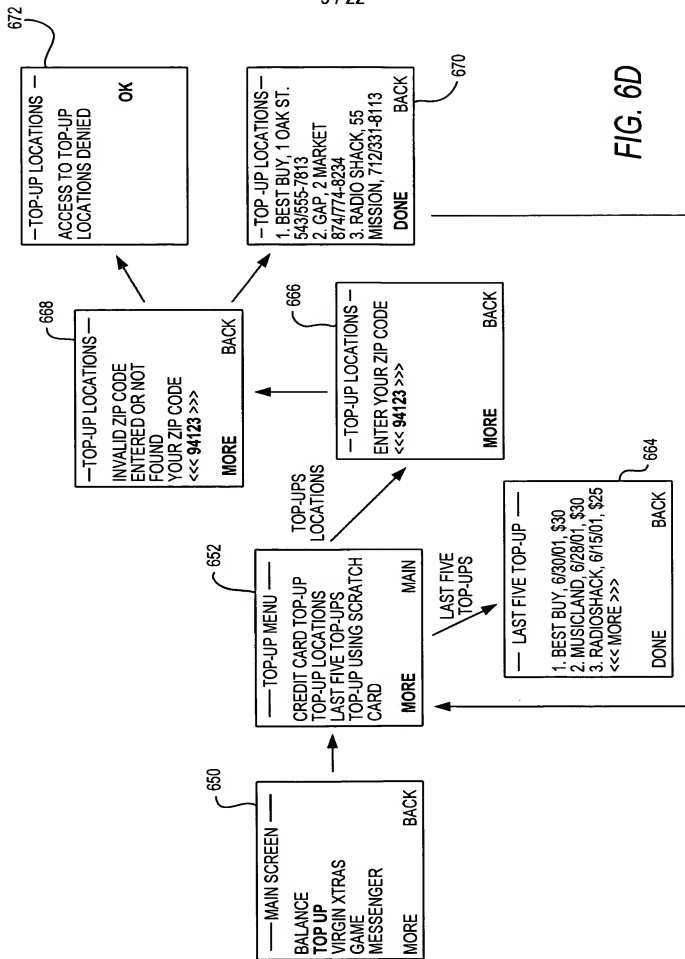 650
— MAIN SCREEN —
BALANCE
TOP UP
VIRGIN XTRAS
GAME
MESSENGER
MORE BACK
652
— TOP-UP MENU —
CREDIT CARD TOP-UP
TOP-UP LOCATIONS
LAST FIVE TOP-UPS
TOP-UP USING SCRATCH
CARD
MORE MAIN
TOP-UPS
LOCATIONS
LAST FIVE
TOP-UPS
— LAST FIVE TOP-UP —
1. BEST BUY, 6/30/01, $30
2. MUSICLAND, 6/28/01, $30
3. RADIOSHACK, 6/15/01, $25
<<< MORE >>>
DONE BACK
664
668
—TOP-UP LOCATIONS —
INVALID ZIP CODE
ENTERED OR NOT
FOUND
YOUR ZIP CODE
<<< 94123 >>>
MORE BACK
666
— TOP-UP LOCATIONS —
ENTER YOUR ZIP CODE
<<< 94123 >>>
MORE BACK
672
— TOP-UP LOCATIONS —
ACCESS TO TOP-UP
LOCATIONS DENIED
OK
— TOP -UP LOCATIONS—
1. BEST BUY, 1 OAK ST.
543/555-7813
2. GAP, 2 MARKET
874/774-8234
3. RADIO SHACK, 55
MISSION, 712/331-8113
DONE BACK
670
FIG. 6D